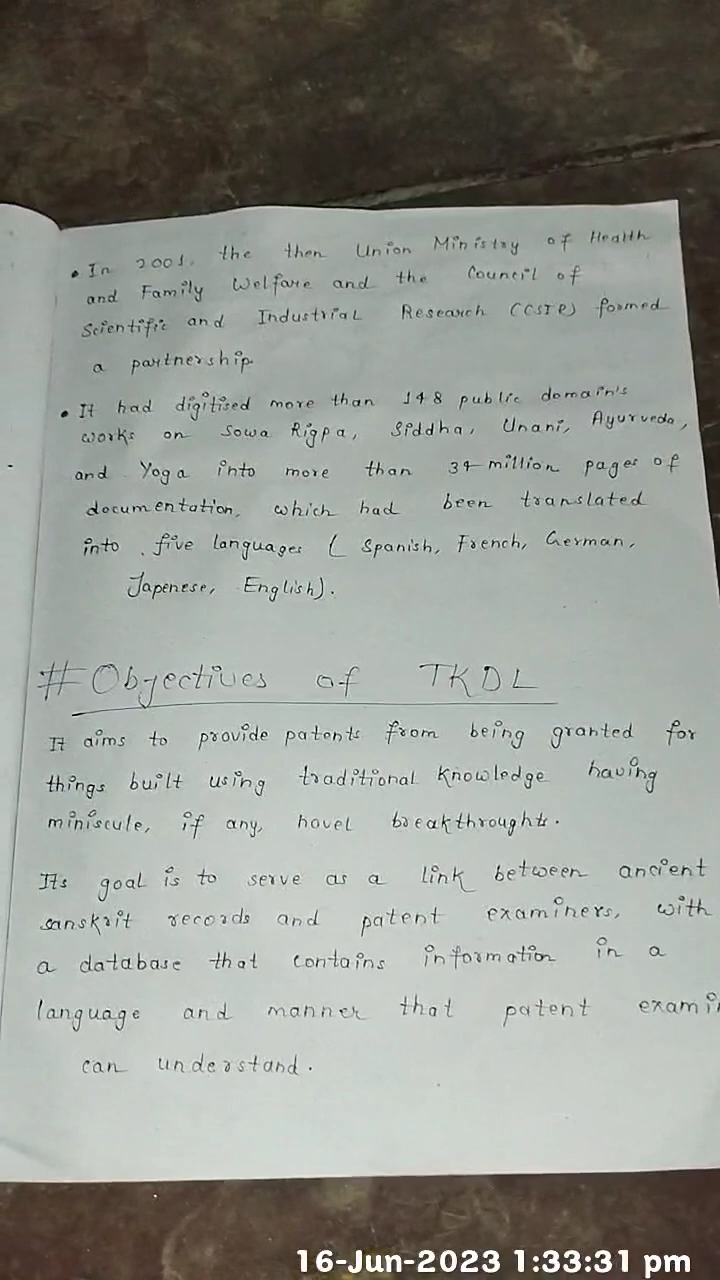 • In 2001, the then Union Ministry of Health
and Family Welfare and the Council of
Scientific and Industrial Research (CSIR) formed
a partnership.
• It had digitised more than 148 public domain's
works on Sowa Rigpa, Siddha, Unani, Ayurveda,
and Yoga into more than 34 million pages of
documentation, which had been translated
into five languages ( Spanish, French, German,
Japenese, English).
# Objectives of TKDL
It aims to provide patents from being granted for
things built using traditional knowledge having
miniscule, if any, novel breakthroughts.
Its goal is to serve as a link between ancient
sanskrit records and patent examiners, with
a database that contains information in a
language and manner that patent exami
can understand.
16-Jun-2023 1:33:31 pm